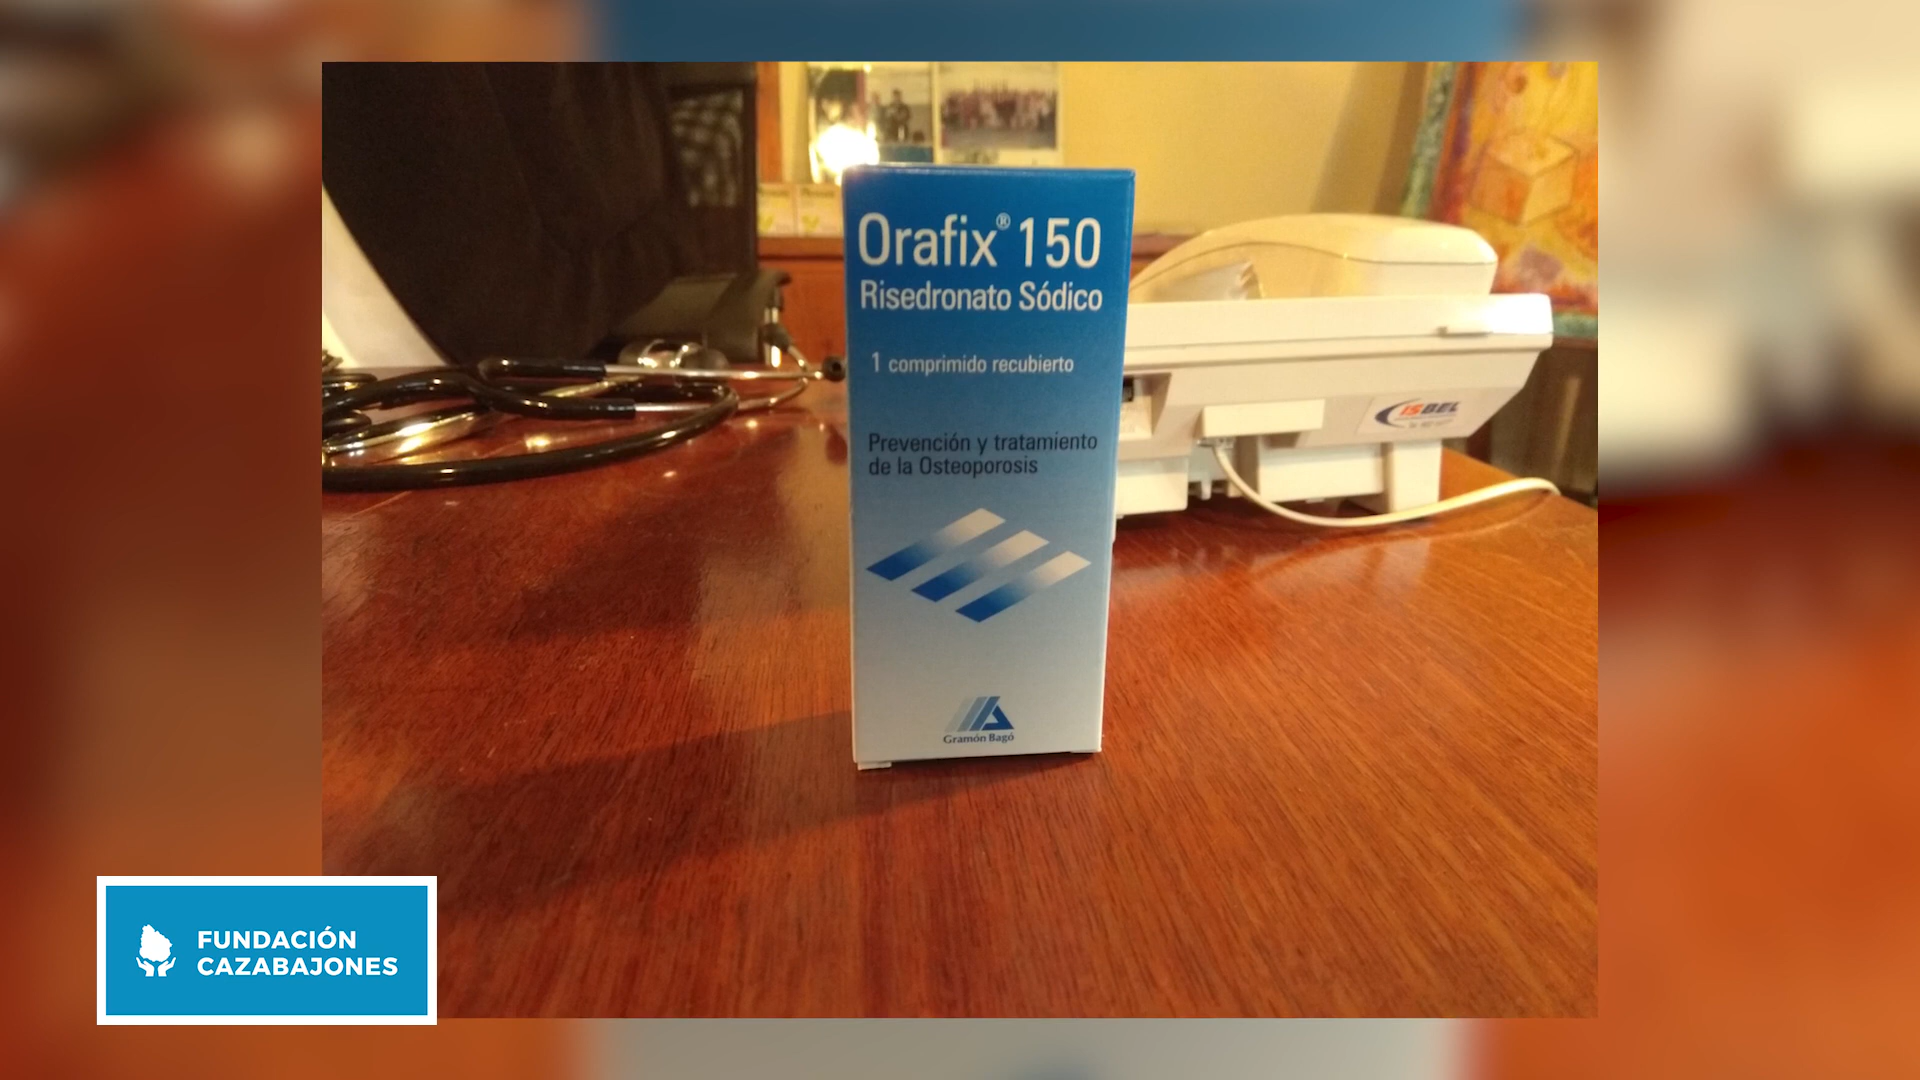 Orafix® 150
Risedronato Sódico
1 comprimido recubierto
Prevención y tratamiento
de la Osteoporosis
Gramón Bagó
ISBEL
FUNDACIÓN
CAZABAJONES